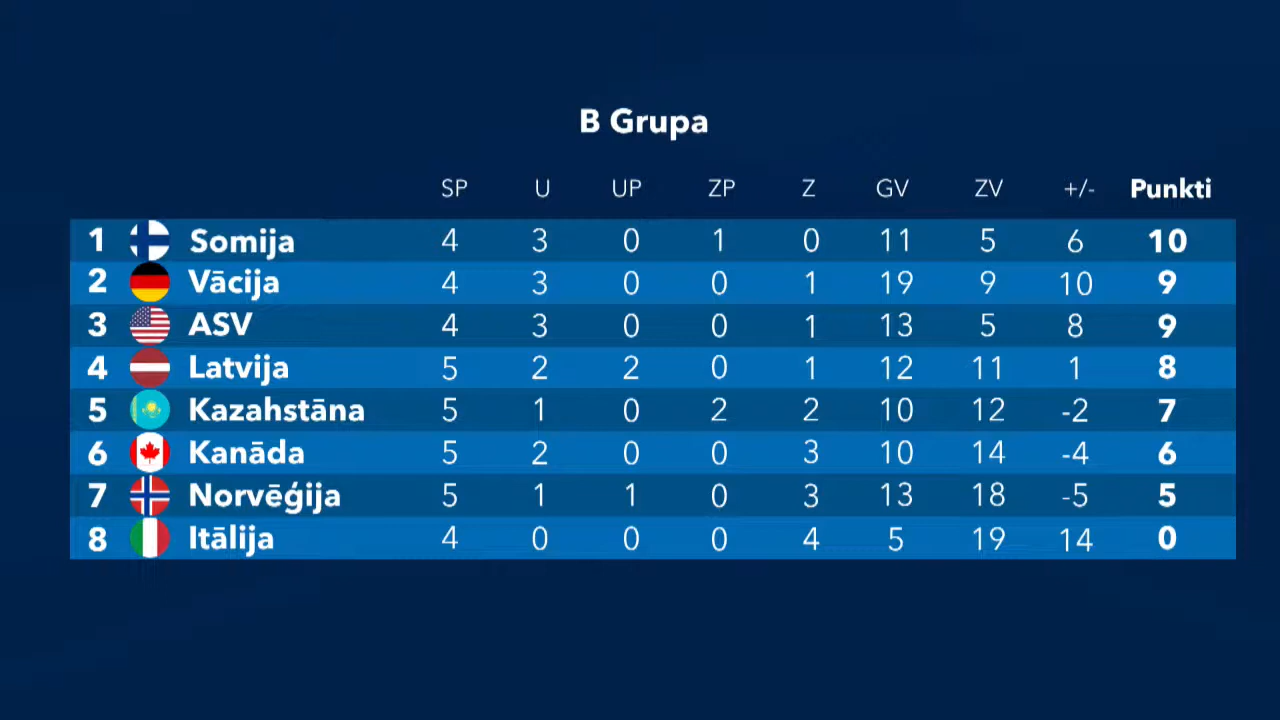 B Grupa
SP U UP ZP Z GV ZV +/- Punkti
1 Somija 4 3 0 1 0 11 5 6 10
2 Vācija 4 3 0 0 1 19 9 10 9
3 ASV 4 3 0 0 1 13 5 8 9
4 Latvija 5 2 2 0 1 12 11 1 8
5 Kazahstāna 5 1 0 2 2 10 12 -2 7
6 Kanāda 5 2 0 0 3 10 14 -4 6
7 Norvēģija 5 1 1 0 3 13 18 -5 5
8 Itālija 4 0 0 0 4 5 19 14 0